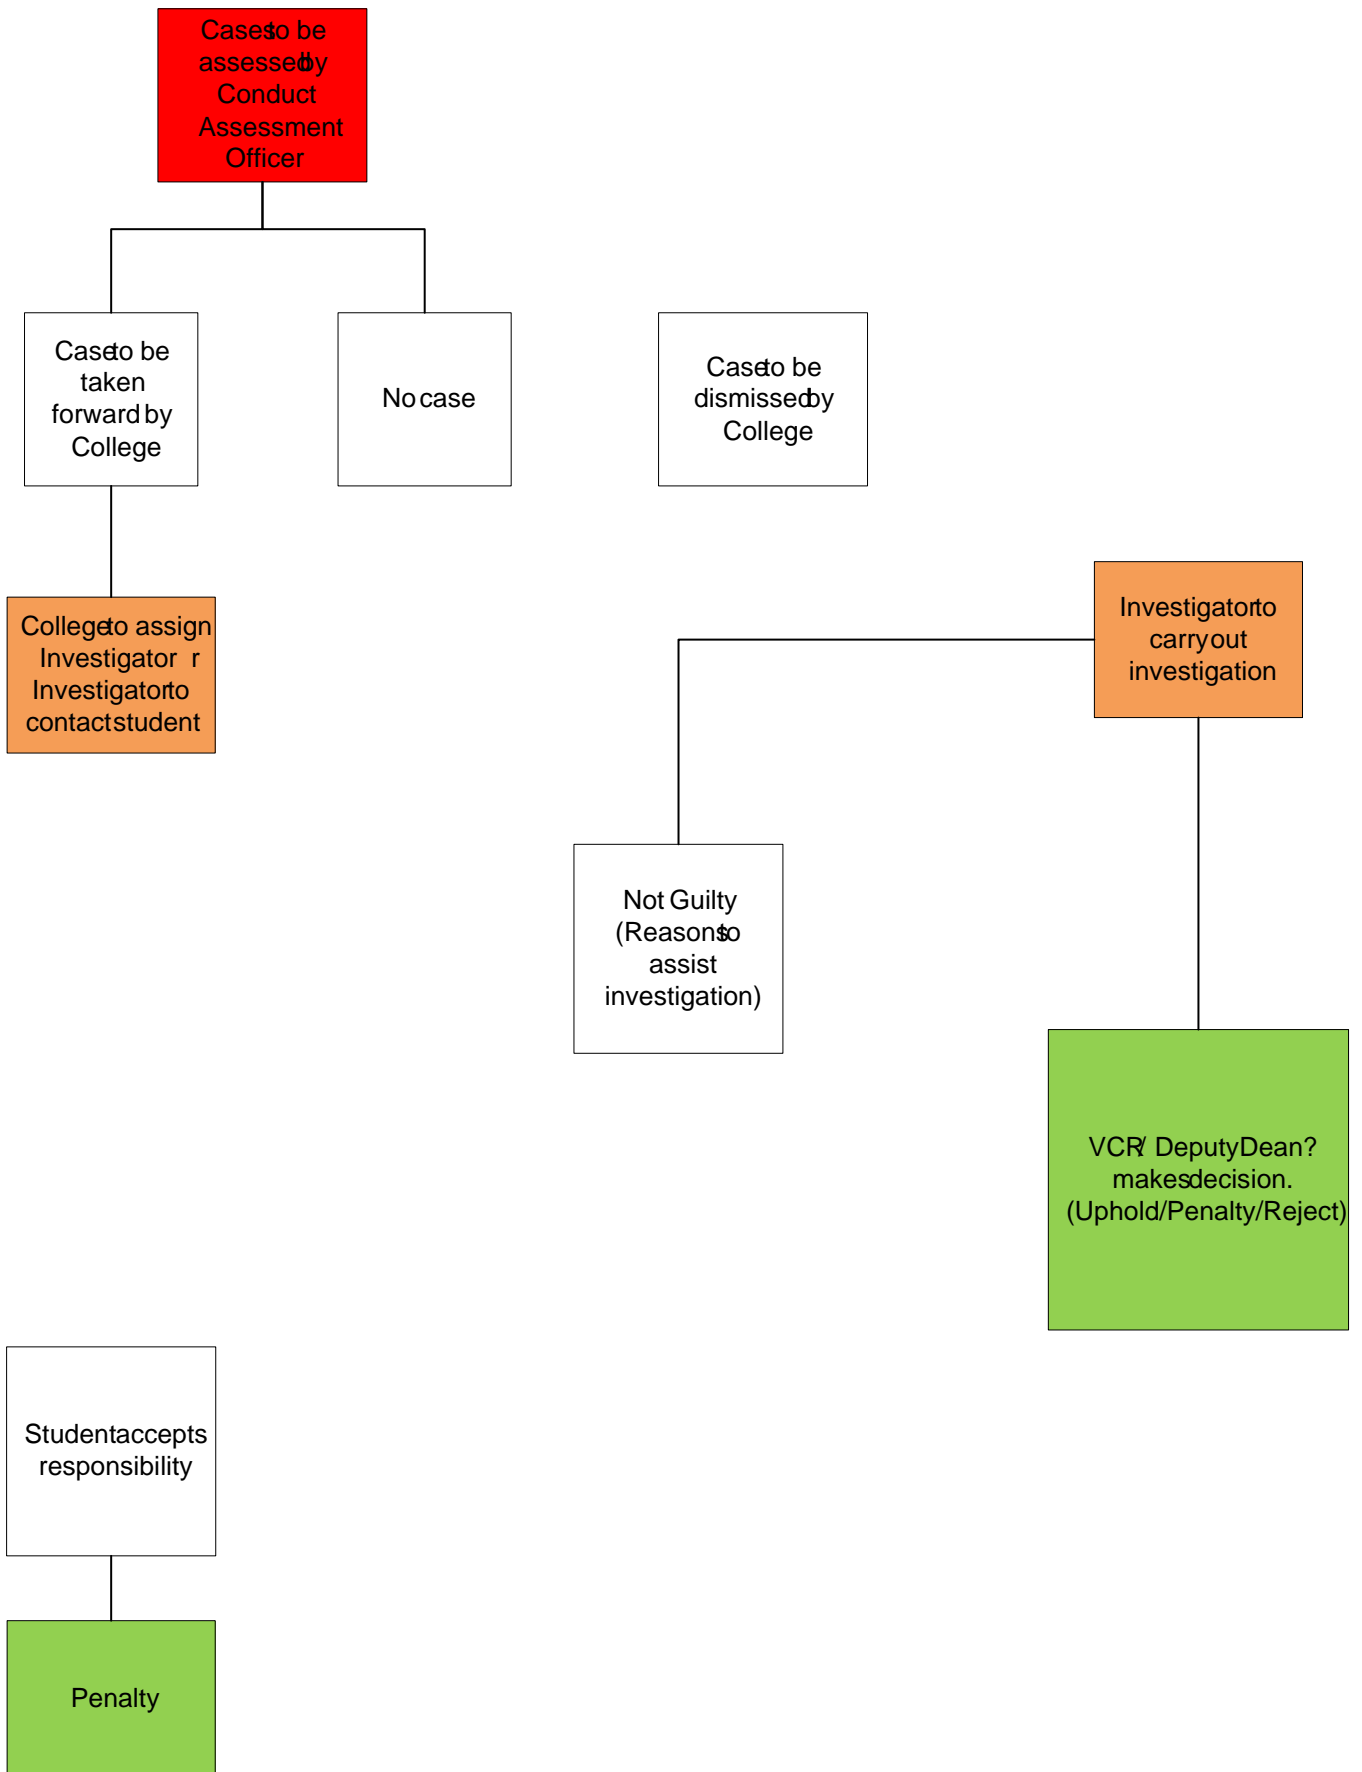 Cases to be
assessed by
Conduct
Assessment
Officer
Case to be
taken
forward by
College
No case
Case to be
dismissed by
College
College to assign
Investigator r
Investigator to
contact student
Investigator to
carry out
investigation
Not Guilty
(Reasons to
assist
investigation)
VCR/ Deputy Dean?
makes decision.
(Uphold/Penalty/Reject)
Student accepts
responsibility
Penalty